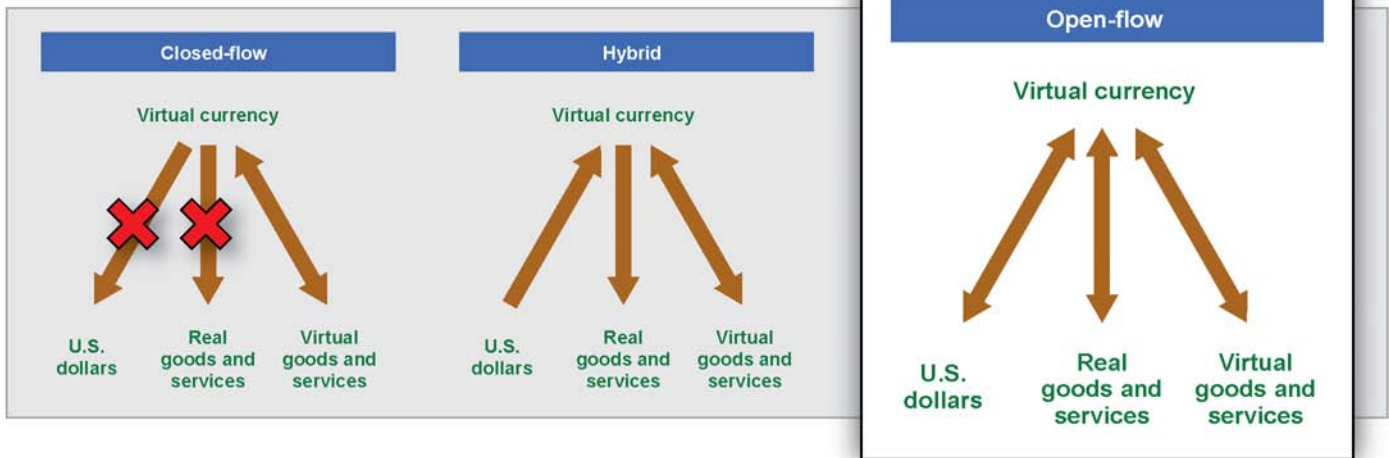 Closed-flow
Virtual currency
U.S.
dollars
Real
goods and
services
Virtual
goods and
services
Hybrid
Virtual currency
U.S.
dollars
Real
goods and
services
Virtual
goods and
services
Open-flow
Virtual currency
U.S.
dollars
Real
goods and
services
Virtual
goods and
services